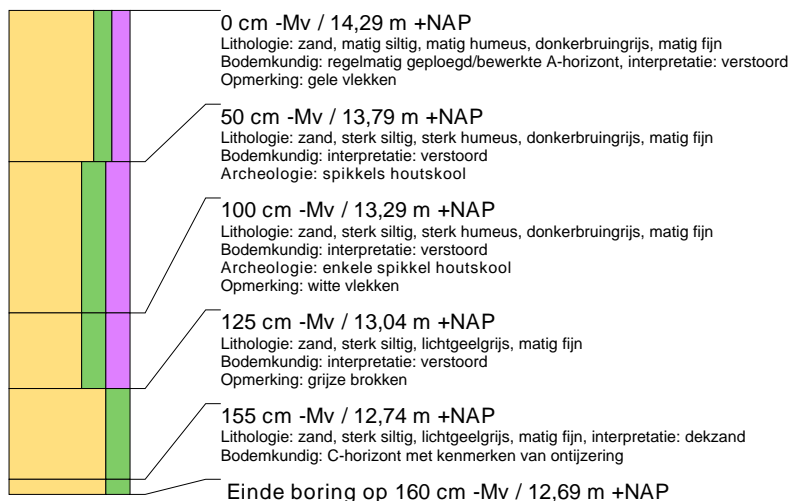 0 cm -Mv / 14,29 m +NAP
Lithologie: zand, matig siltig, matig humeus, donkerbruingrijs, matig fijn
Bodemkundig: regelmatig geploegd/bewerkte A-horizont, interpretatie: verstoord
Opmerking: gele vlekken
50 cm -Mv / 13,79 m +NAP
Lithologie: zand, sterk siltig, sterk humeus, donkerbruingrijs, matig fijn
Bodemkundig: interpretatie: verstoord
Archeologie: spikkels houtskool
100 cm -Mv / 13,29 m +NAP
Lithologie: zand, sterk siltig, sterk humeus, donkerbruingrijs, matig fijn
Bodemkundig: interpretatie: verstoord
Archeologie: enkele spikkel houtskool
Opmerking: witte vlekken
125 cm -Mv / 13,04 m +NAP
Lithologie: zand, sterk siltig, lichtgeelgrijs, matig fijn
Bodemkundig: interpretatie: verstoord
Opmerking: grijze brokken
155 cm -Mv / 12,74 m +NAP
Lithologie: zand, sterk siltig, lichtgeelgrijs, matig fijn, interpretatie: dekzand
Bodemkundig: C-horizont met kenmerken van ontijzering
Einde boring op 160 cm -Mv / 12,69 m +NAP